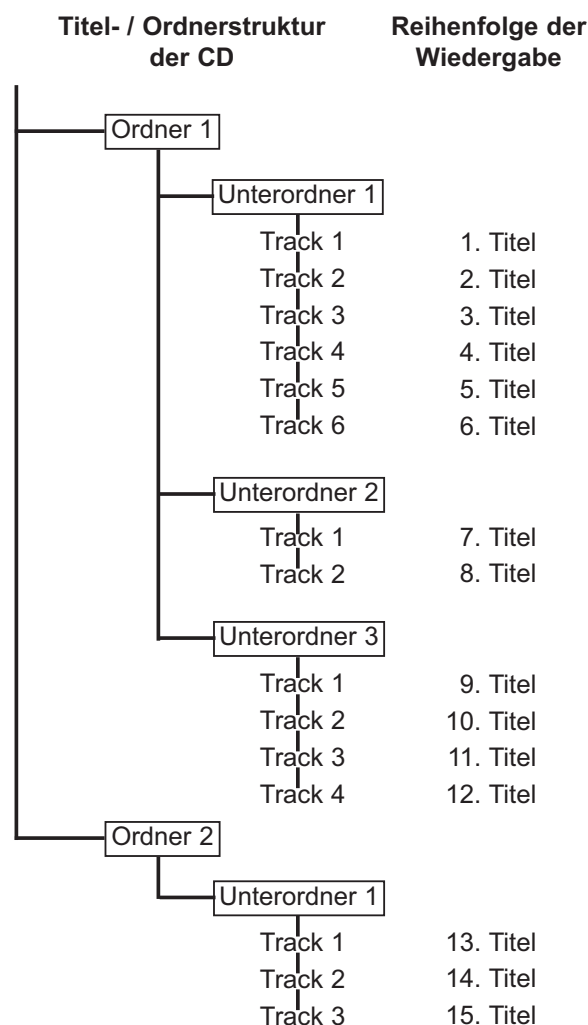 Titel- / Ordnerstruktur der CD
Reihenfolge der Wiedergabe
Ordner 1
Unterordner 1
Track 1 1. Titel
Track 2 2. Titel
Track 3 3. Titel
Track 4 4. Titel
Track 5 5. Titel
Track 6 6. Titel
Unterordner 2
Track 1 7. Titel
Track 2 8. Titel
Unterordner 3
Track 1 9. Titel
Track 2 10. Titel
Track 3 11. Titel
Track 4 12. Titel
Ordner 2
Unterordner 1
Track 1 13. Titel
Track 2 14. Titel
Track 3 15. Titel